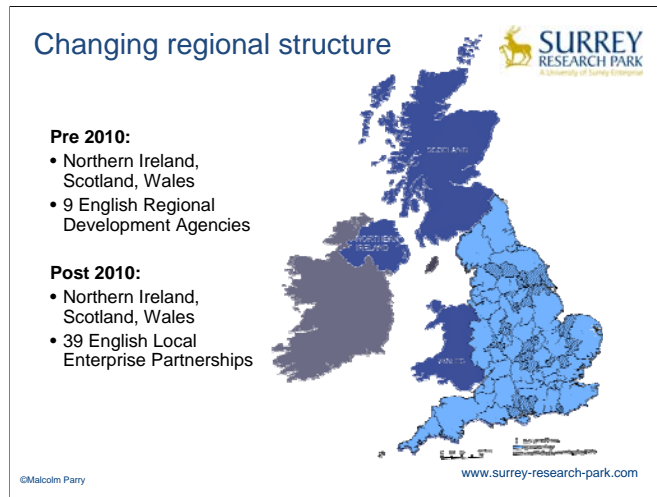 Changing regional structure
SURREY
RESEARCH PARK
A University of Surrey Enterprise
Pre 2010:
• Northern Ireland,
Scotland, Wales
• 9 English Regional
Development Agencies
Post 2010:
• Northern Ireland,
Scotland, Wales
• 39 English Local
Enterprise Partnerships
SCOTLAND
NORTHERN
IRELAND
WALES
©Malcolm Parry
www.surrey-research-park.com